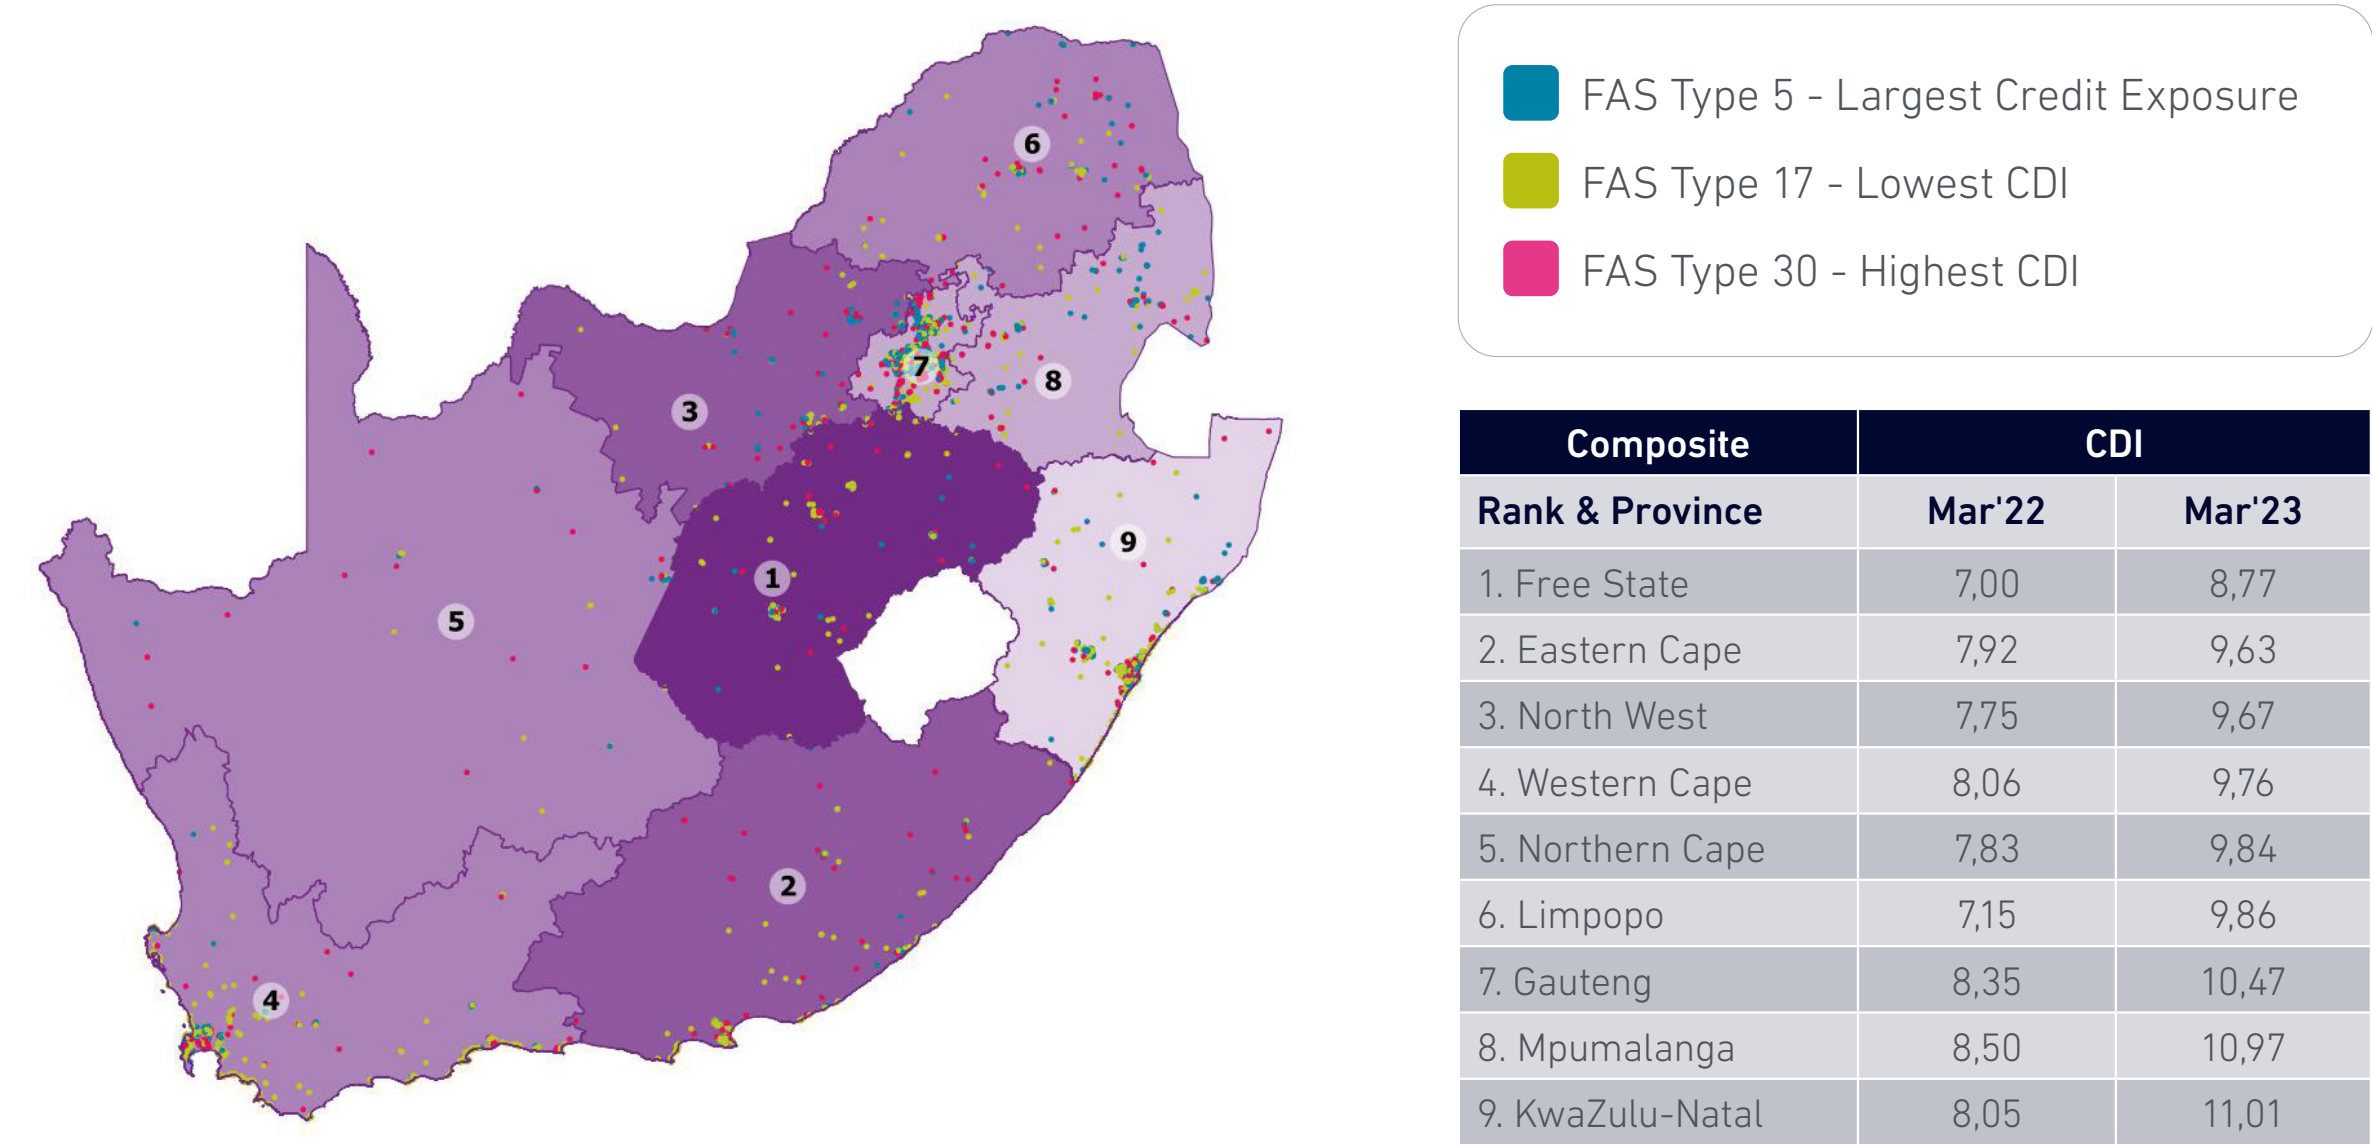 FAS Type 5 - Largest Credit Exposure
FAS Type 17 - Lowest CDI
FAS Type 30 - Highest CDI
6
7
8
3
9
1
5
2
4
Composite CDI
Rank & Province Mar'22 Mar'23
1. Free State 7,00 8,77
2. Eastern Cape 7,92 9,63
3. North West 7,75 9,67
4. Western Cape 8,06 9,76
5. Northern Cape 7,83 9,84
6. Limpopo 7,15 9,86
7. Gauteng 8,35 10,47
8. Mpumalanga 8,50 10,97
9. KwaZulu-Natal 8,05 11,01